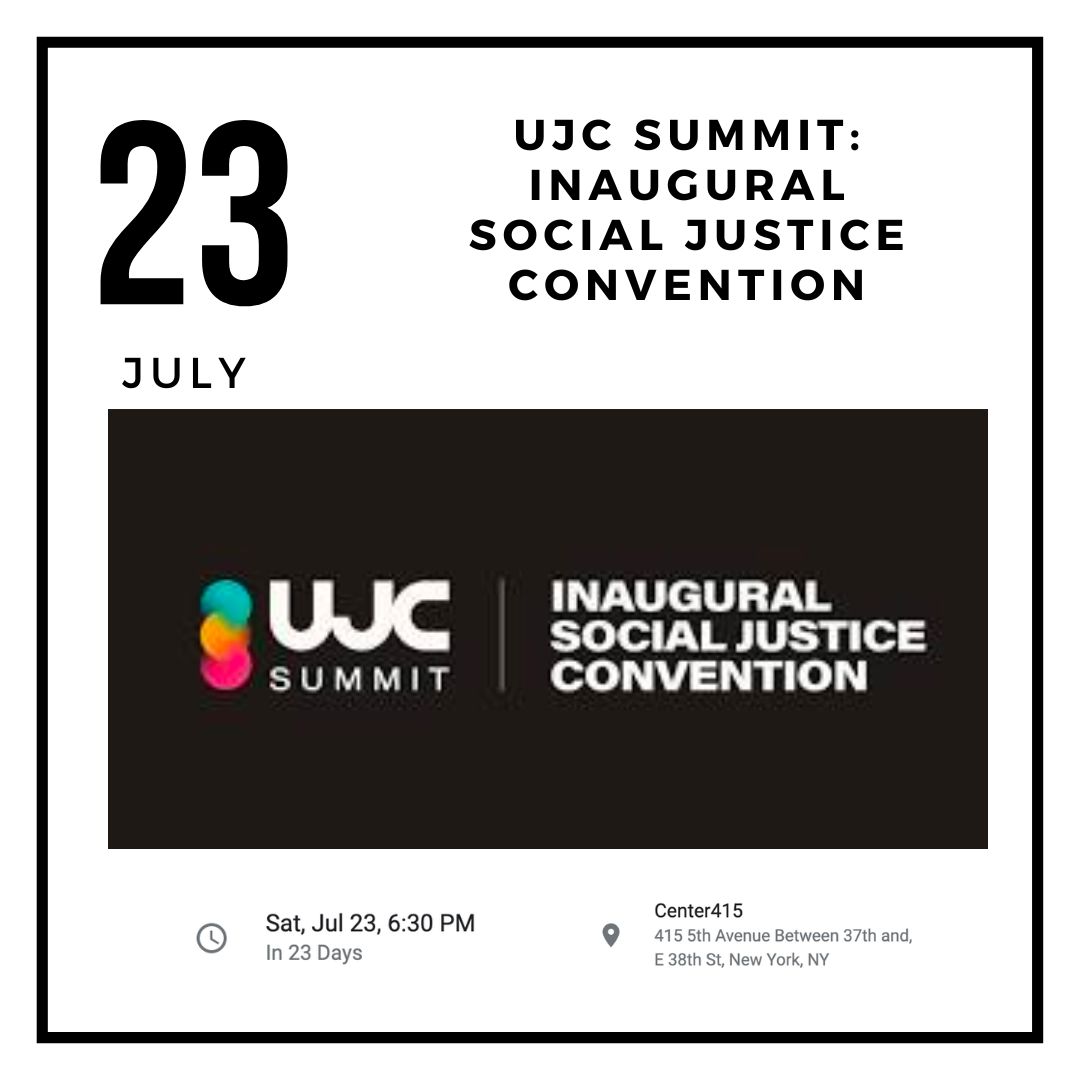 23
JULY
UJC SUMMIT:
INAUGURAL
SOCIAL JUSTICE
CONVENTION
UJC
SUMMIT
INAUGURAL
SOCIAL JUSTICE
CONVENTION
Sat, Jul 23, 6:30 PM
In 23 Days
Center415
415 5th Avenue Between 37th and,
E 38th St, New York, NY